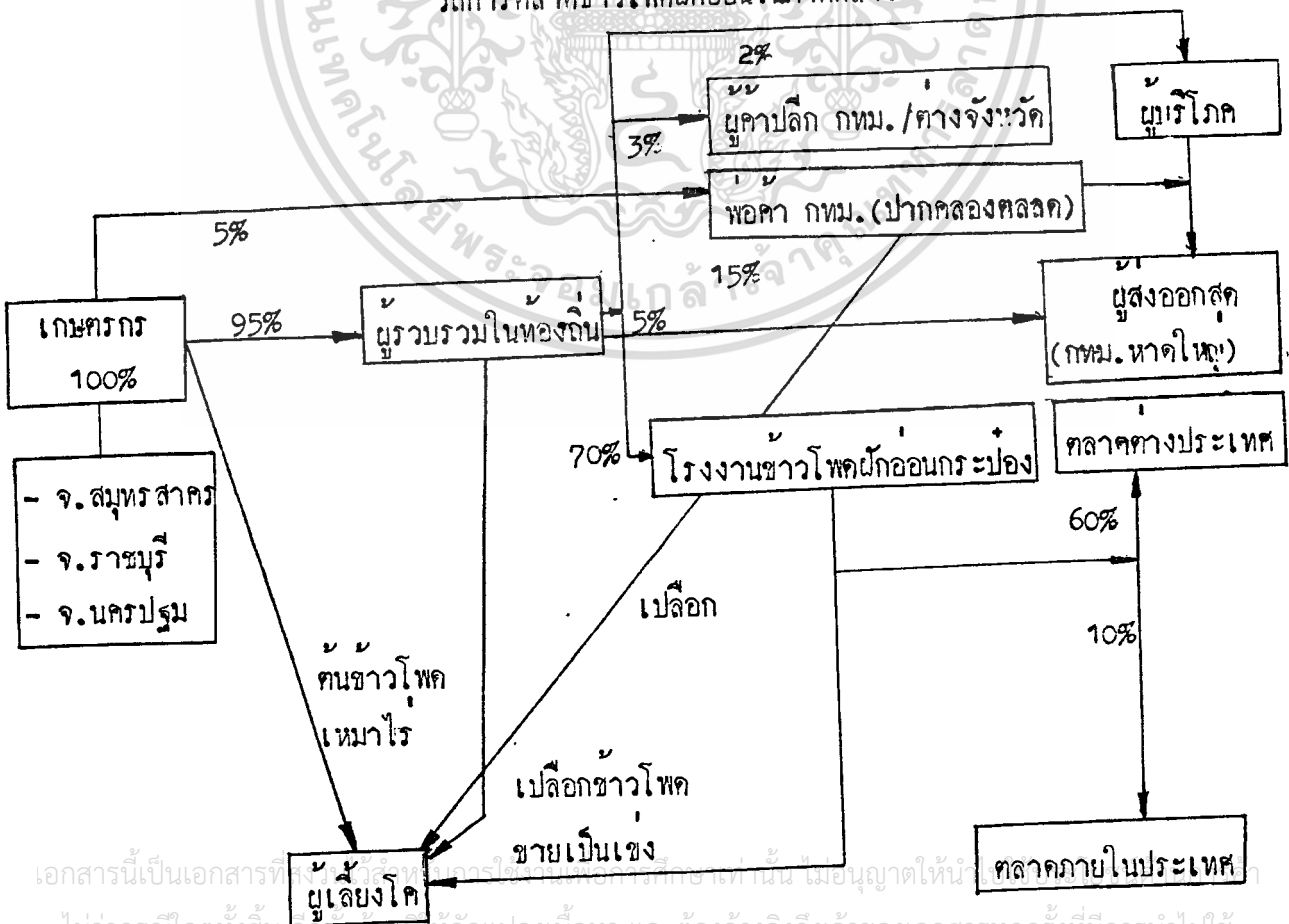 2%
ผู้ค้าปลีก กทม./ต่างจังหวัด
ผู้บริโภค
3%
พ่อค้า กทม.(ปากคลองตลาด)
5%
15%
ผู้ส่งออกสด
(กทม.หาดใหญ่)
เกษตรกร
100%
95%
ผู้รวบรวมในท้องถิ่น
5%
70%
โรงงานข้าวโพดฝักอ่อนกระป๋อง
ตลาดต่างประเทศ
- จ.สมุทรสาคร
- จ.ราชบุรี
- จ.นครปฐม
60%
เปลือก
10%
ต้นข้าวโพด
เหมาไร่
เปลือกข้าวโพด
ขายเป็นเข่ง
ผู้เลี้ยงโค
ตลาดภายในประเทศ
เอกสารนี้เป็นเอกสารที่สงวนไว้สำหรับการใช้งานเพื่อการศึกษาเท่านั้น ไม่อนุญาตให้นำไป